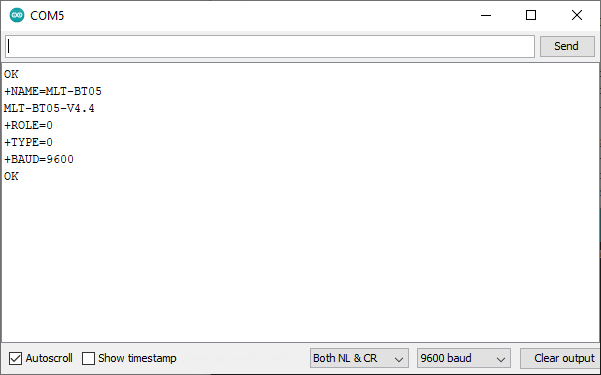 COM5
Send
OK
+NAME=MLT-BT05
MLT-BT05-V4.4
+ROLE=0
+TYPE=0
+BAUD=9600
OK
Autoscroll Show timestamp Both NL & CR 9600 baud Clear output